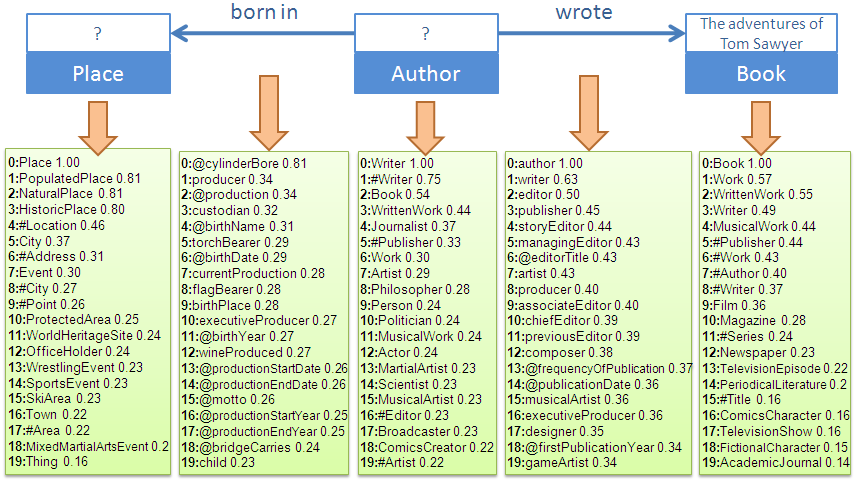 born in
wrote
?
?
The adventures of
Tom Sawyer
Place
Author
Book
0:Place 1.00
1:PopulatedPlace 0.81
2:NaturalPlace 0.81
3:HistoricPlace 0.80
4:#Location 0.46
5:City 0.37
6:#Address 0.31
7:Event 0.30
8:#City 0.27
9:#Point 0.26
10:ProtectedArea 0.25
11:WorldHeritageSite 0.24
12:OfficeHolder 0.24
13:WrestlingEvent 0.23
14:SportsEvent 0.23
15:SkiArea 0.23
16:Town 0.22
17:#Area 0.22
18:MixedMartialArtsEvent 0.2
19:Thing 0.16
0:@cylinderBore 0.81
1:producer 0.34
2:@production 0.34
3:custodian 0.32
4:@birthName 0.31
5:torchBearer 0.29
6:@birthDate 0.29
7:currentProduction 0.28
8:flagBearer 0.28
9:birthPlace 0.28
10:executiveProducer 0.27
11:@birthYear 0.27
12:wineProduced 0.27
13:@productionStartDate 0.26
14:@productionEndDate 0.26
15:@motto 0.26
16:@productionStartYear 0.25
17:@productionEndYear 0.25
18:@bridgeCarries 0.24
19:child 0.23
0:Writer 1.00
1:#Writer 0.75
2:Book 0.54
3:WrittenWork 0.44
4:Journalist 0.37
5:#Publisher 0.33
6:Work 0.30
7:Artist 0.29
8:Philosopher 0.28
9:Person 0.24
10:Politician 0.24
11:MusicalWork 0.24
12:Actor 0.24
13:MartialArtist 0.23
14:Scientist 0.23
15:MusicalArtist 0.23
16:#Editor 0.23
17:Broadcaster 0.23
18:ComicsCreator 0.22
19:#Artist 0.22
0:author 1.00
1:writer 0.63
2:editor 0.50
3:publisher 0.45
4:storyEditor 0.44
5:managingEditor 0.43
6:@editorTitle 0.43
7:artist 0.43
8:producer 0.40
9:associateEditor 0.40
10:chiefEditor 0.39
11:previousEditor 0.39
12:composer 0.38
13:@frequencyOfPublication 0.37
14:@publicationDate 0.36
15:musicalArtist 0.36
16:executiveProducer 0.36
17:designer 0.35
18:@firstPublicationYear 0.34
19:gameArtist 0.34
0:Book 1.00
1:Work 0.57
2:WrittenWork 0.55
3:Writer 0.49
4:MusicalWork 0.44
5:#Publisher 0.44
6:#Work 0.43
7:#Author 0.40
8:#Writer 0.37
9:Film 0.36
10:Magazine 0.28
11:#Series 0.24
12:Newspaper 0.23
13:TelevisionEpisode 0.22
14:PeriodicalLiterature 0.2
15:#Title 0.16
16:ComicsCharacter 0.16
17:TelevisionShow 0.16
18:FictionalCharacter 0.15
19:AcademicJournal 0.14